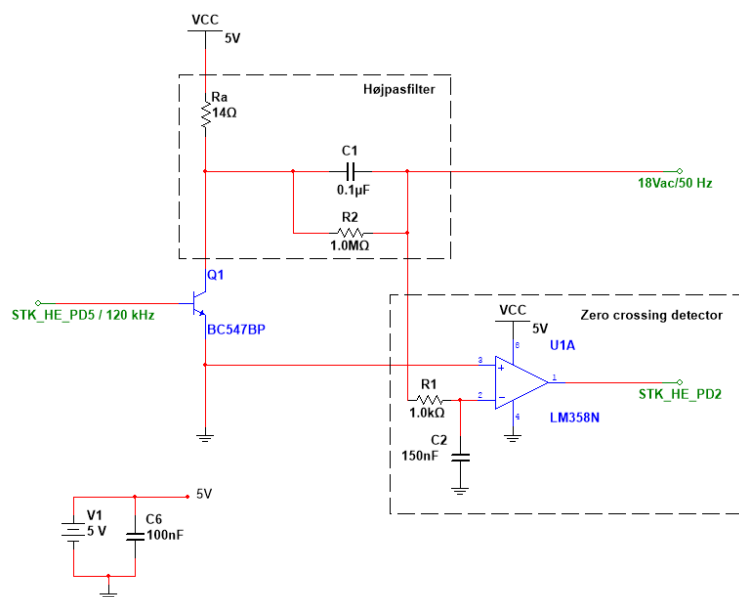 VCC
5V
Højpasfilter
Ra
14Ω
C1
0.1µF
18Vac/50 Hz
R2
1.0MΩ
Q1
STK_HE_PD5 / 120 kHz
BC547BP
VCC
5V
Zero crossing detector
8
U1A
3
1
2
4
R1
1.0kΩ
STK_HE_PD2
LM358N
C2
150nF
5V
V1
5 V
C6
100nF